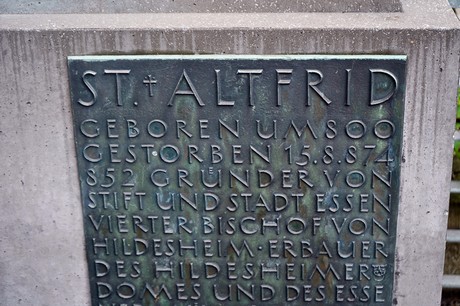 ST. † ALTFRID
GEBOREN UM 800
GESTORBEN 15.8.874
852 GRÜNDER VON
STIFT UND STADT ESSEN
VIERTER BISCHOF VON
HILDESHEIM · ERBAUER
DES HILDESHEIMER
DOMES UND DES ESSE